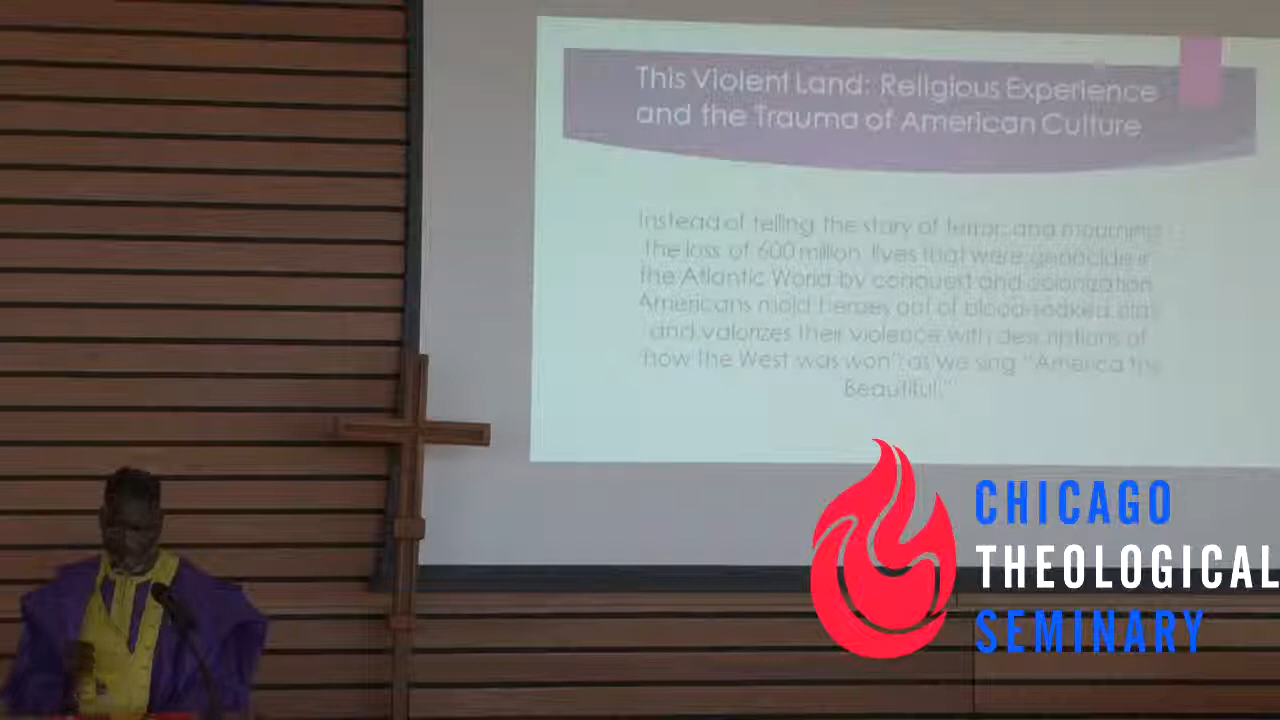 This Violent Land: Religious Experience
and the Trauma of American Culture
Instead of telling the story of terror and mourning
the loss of 600 million lives that were genocide in
the Atlantic World by conquest and colonization
Americans mold heroes out of blood-soaked clay
and valorizes their violence with descriptions of
how the West was won" as we sing "America the
Beautiful."
CHICAGO
THEOLOGICAL
SEMINARY